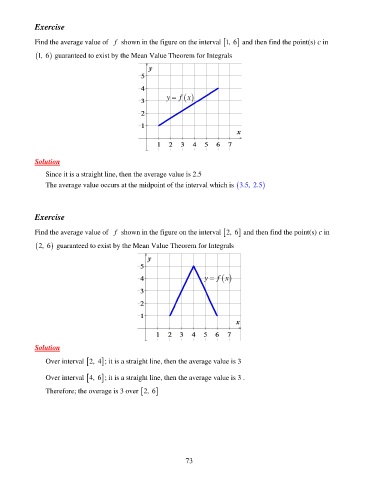 Exercise
Find the average value of f shown in the figure on the interval [1, 6] and then find the point(s) c in
(1, 6) guaranteed to exist by the Mean Value Theorem for Integrals
y
5
4
3
y = f(x)
2
1
x
1 2 3 4 5 6 7
Solution
Since it is a straight line, then the average value is 2.5
The average value occurs at the midpoint of the interval which is (3.5, 2.5)
Exercise
Find the average value of f shown in the figure on the interval [2, 6] and then find the point(s) c in
(2, 6) guaranteed to exist by the Mean Value Theorem for Integrals
y
5
4
y = f(x)
3
2
1
x
1 2 3 4 5 6 7
Solution
Over interval [2, 4]; it is a straight line, then the average value is 3
Over interval [4, 6]; it is a straight line, then the average value is 3 .
Therefore; the overage is 3 over [2, 6]
73